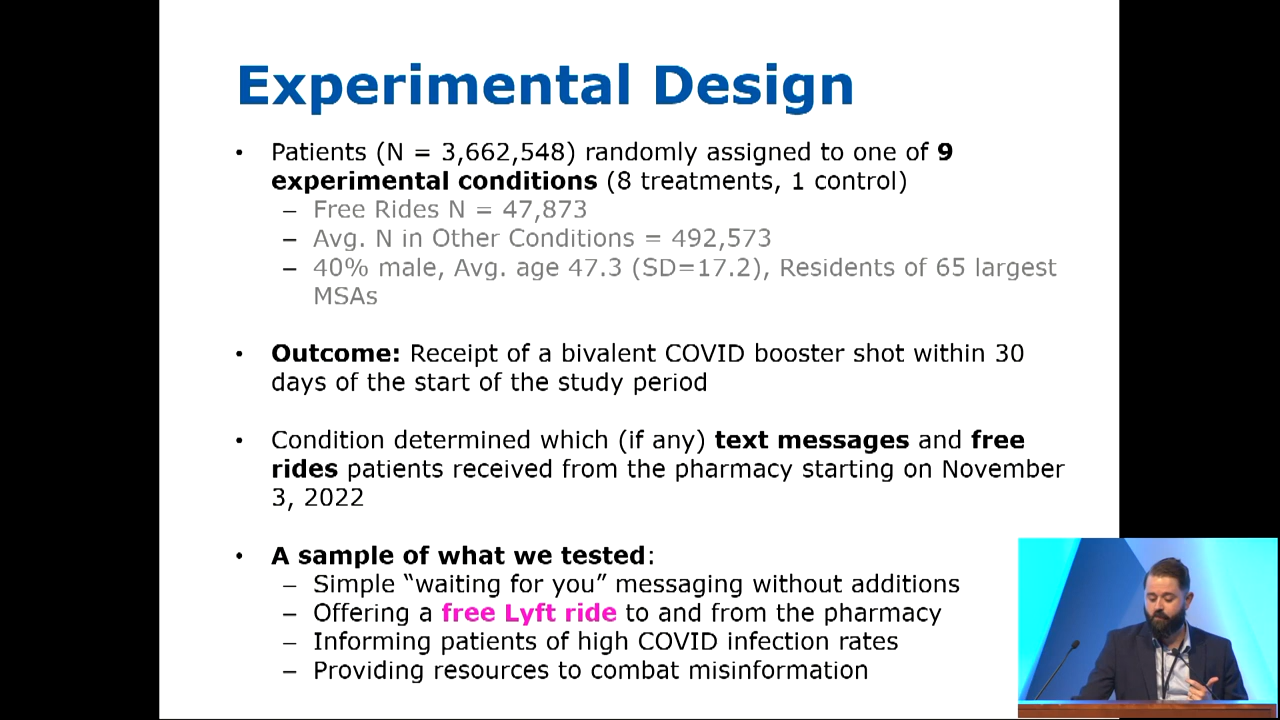 Experimental Design
• Patients (N = 3,662,548) randomly assigned to one of 9
experimental conditions (8 treatments, 1 control)
– Free Rides N = 47,873
– Avg. N in Other Conditions = 492,573
– 40% male, Avg. age 47.3 (SD=17.2), Residents of 65 largest
MSAs
• Outcome: Receipt of a bivalent COVID booster shot within 30
days of the start of the study period
• Condition determined which (if any) text messages and free
rides patients received from the pharmacy starting on November
3, 2022
• A sample of what we tested:
– Simple “waiting for you” messaging without additions
– Offering a free Lyft ride to and from the pharmacy
– Informing patients of high COVID infection rates
– Providing resources to combat misinformation